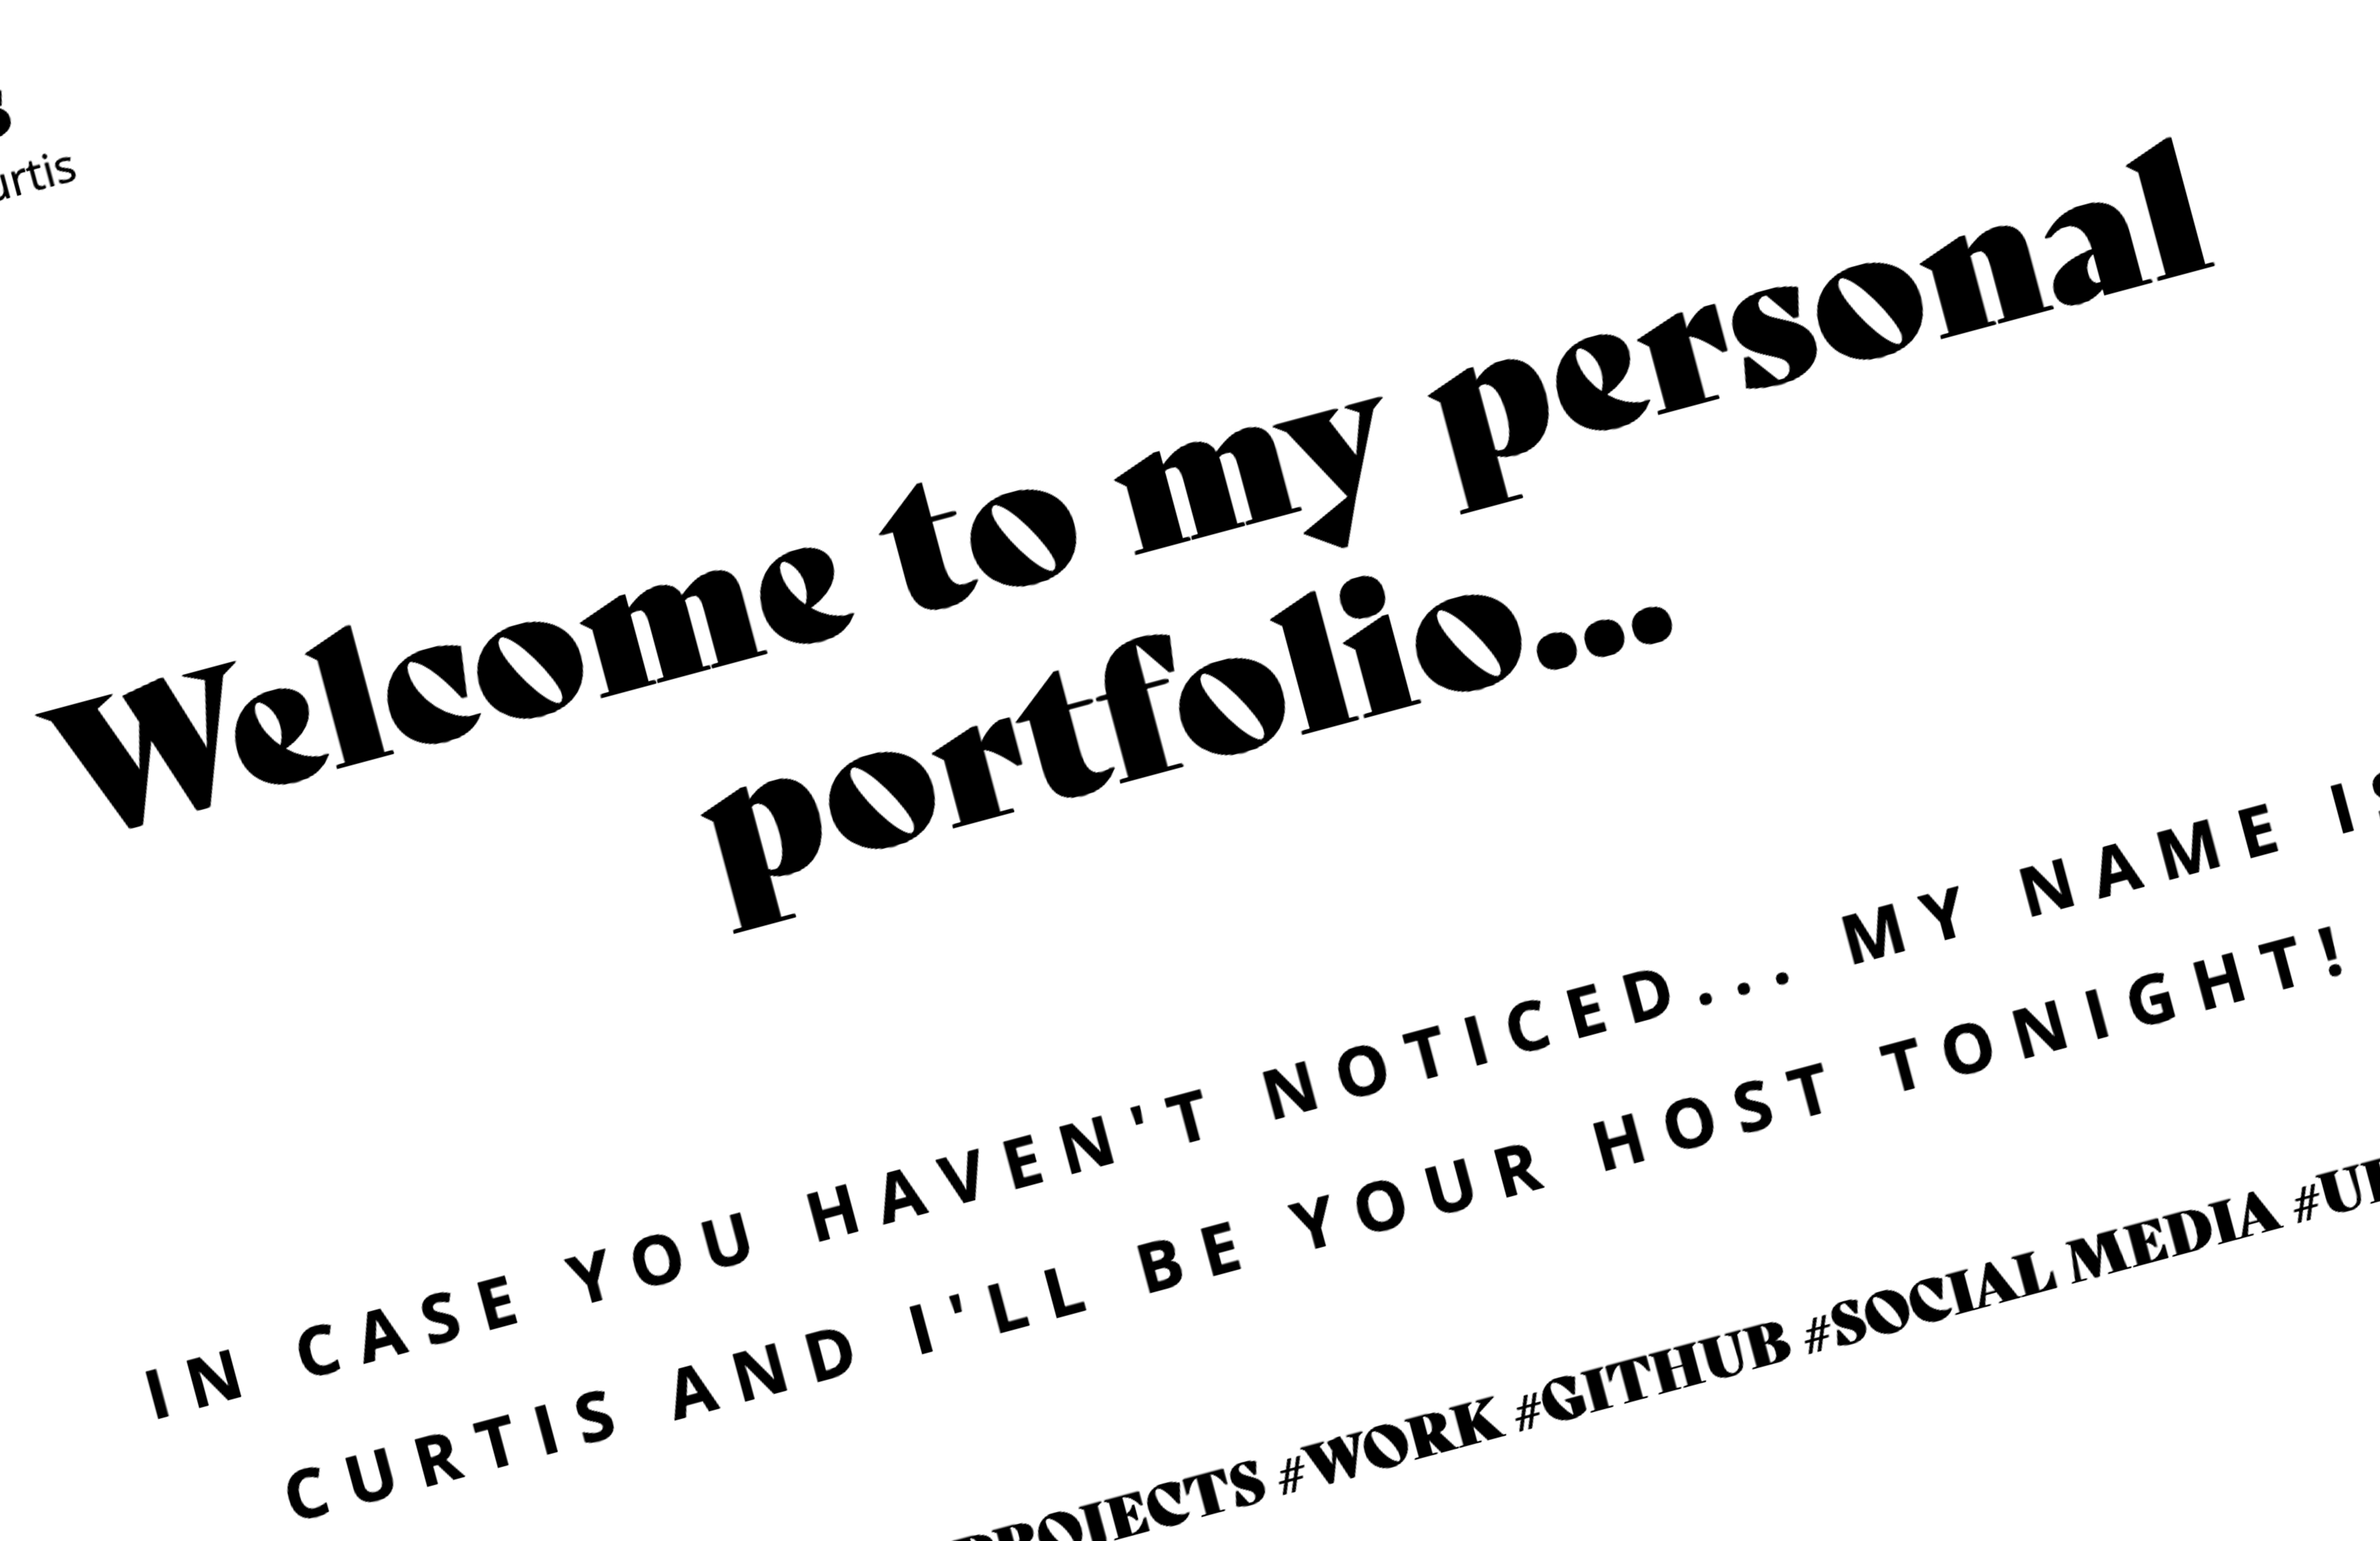 urtis
Welcome to my personal
portfolio...
IN CASE YOU HAVEN'T NOTICED... MY NAME IS
CURTIS AND I'LL BE YOUR HOST TONIGHT!
PROJECTS #WORK #GITHUB #SOCIAL MEDIA